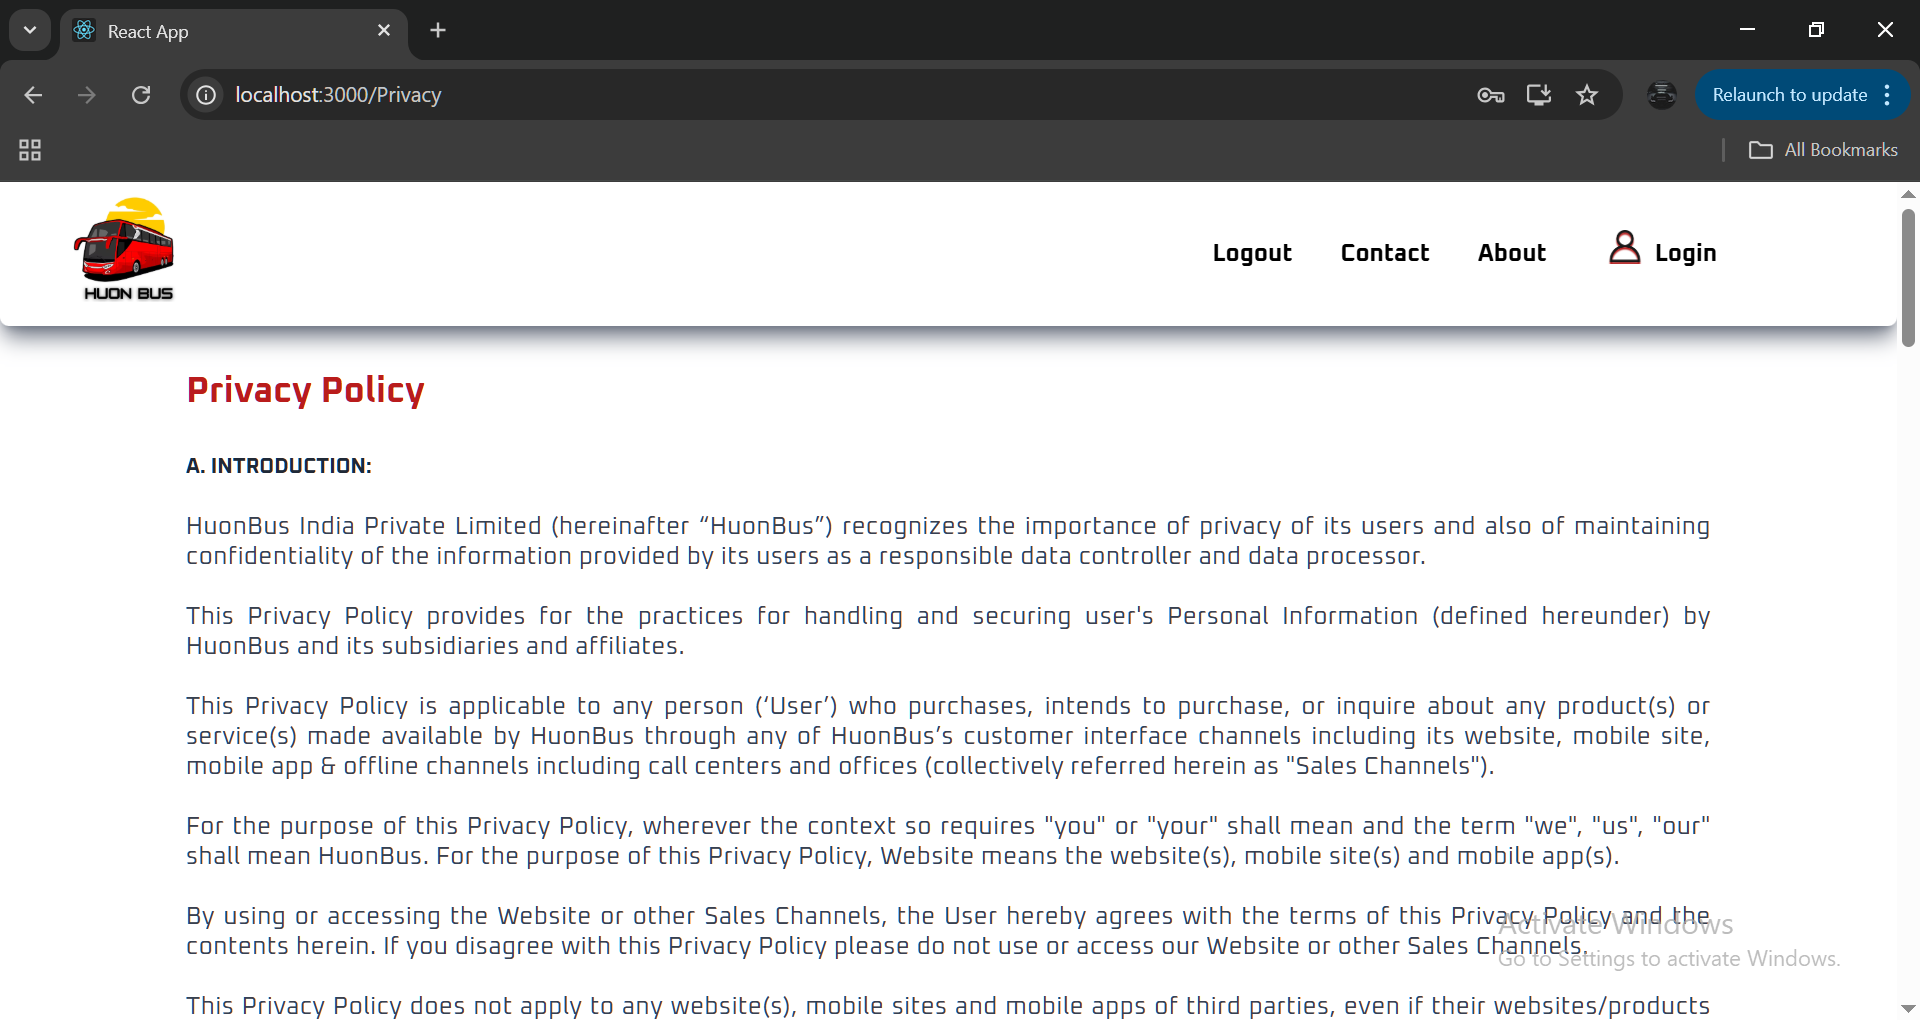 React App
localhost:3000/Privacy
Relaunch to update
All Bookmarks
HUON BUS
Logout Contact About Login
Privacy Policy
A. INTRODUCTION:
HuonBus India Private Limited (hereinafter “HuonBus”) recognizes the importance of privacy of its users and also of maintaining
confidentiality of the information provided by its users as a responsible data controller and data processor.
This Privacy Policy provides for the practices for handling and securing user's Personal Information (defined hereunder) by
HuonBus and its subsidiaries and affiliates.
This Privacy Policy is applicable to any person (‘User’) who purchases, intends to purchase, or inquire about any product(s) or
service(s) made available by HuonBus through any of HuonBus’s customer interface channels including its website, mobile site,
mobile app & offline channels including call centers and offices (collectively referred herein as "Sales Channels").
For the purpose of this Privacy Policy, wherever the context so requires "you" or "your" shall mean and the term "we", "us", "our"
shall mean HuonBus. For the purpose of this Privacy Policy, Website means the website(s), mobile site(s) and mobile app(s).
By using or accessing the Website or other Sales Channels, the User hereby agrees with the terms of this Privacy Policy and the
contents herein. If you disagree with this Privacy Policy please do not use or access our Website or other Sales Channels.
Activate Windows
Go to Settings to activate Windows.
This Privacy Policy does not apply to any website(s), mobile sites and mobile apps of third parties, even if their websites/products